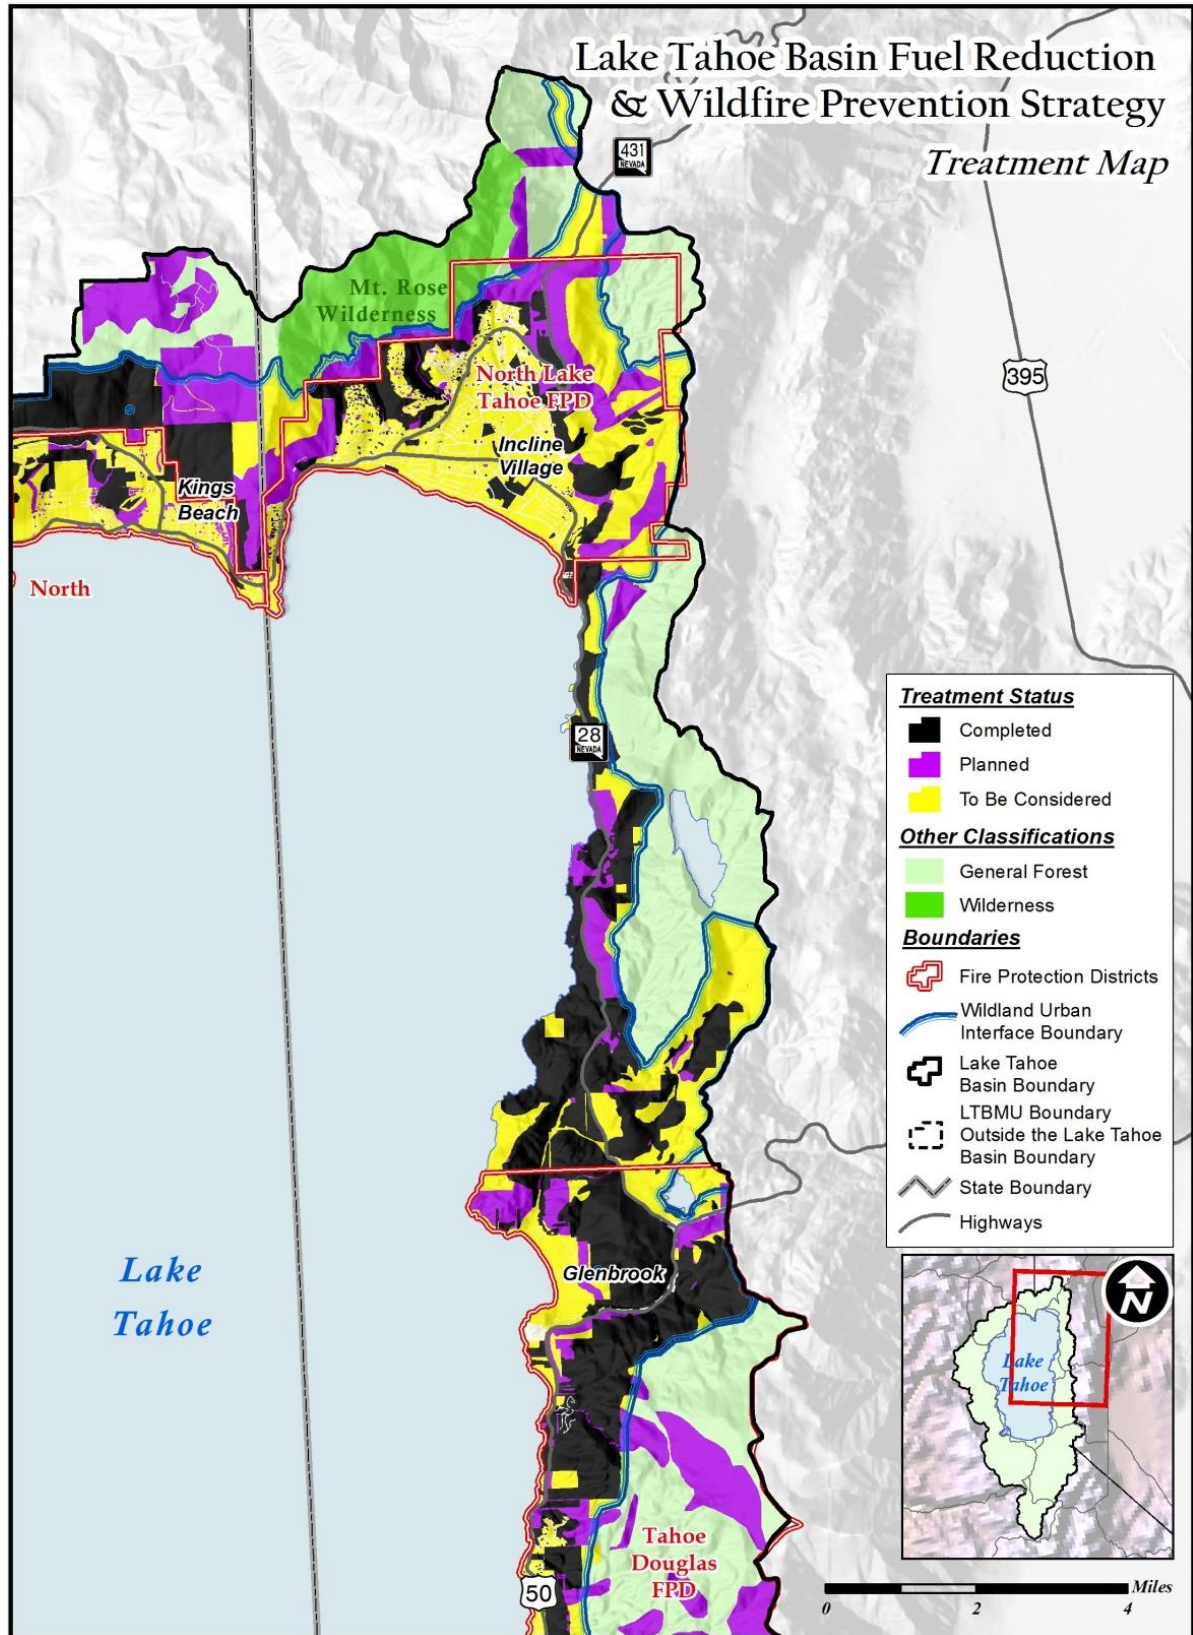 Lake Tahoe Basin Fuel Reduction
& Wildfire Prevention Strategy
Treatment Map
431
NEVADA
Mt. Rose
Wilderness
395
North Lake
Tahoe FPD
Incline
Village
Kings
Beach
North
28
NEVADA
Treatment Status
Completed
Planned
To Be Considered
Other Classifications
General Forest
Wilderness
Boundaries
Fire Protection Districts
Wildland Urban
Interface Boundary
Lake Tahoe
Basin Boundary
LTBMU Boundary
Outside the Lake Tahoe
Basin Boundary
State Boundary
Highways
Lake
Tahoe
Glenbrook
N
Lake
Tahoe
Tahoe
Douglas
FPD
50
Miles
0 2 4